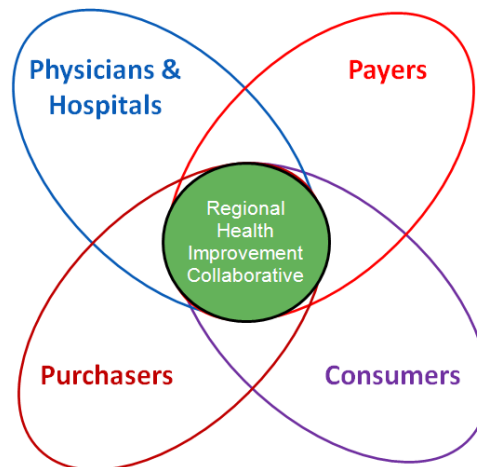 Physicians &
Hospitals
Payers
Regional
Health
Improvement
Collaborative
Purchasers
Consumers